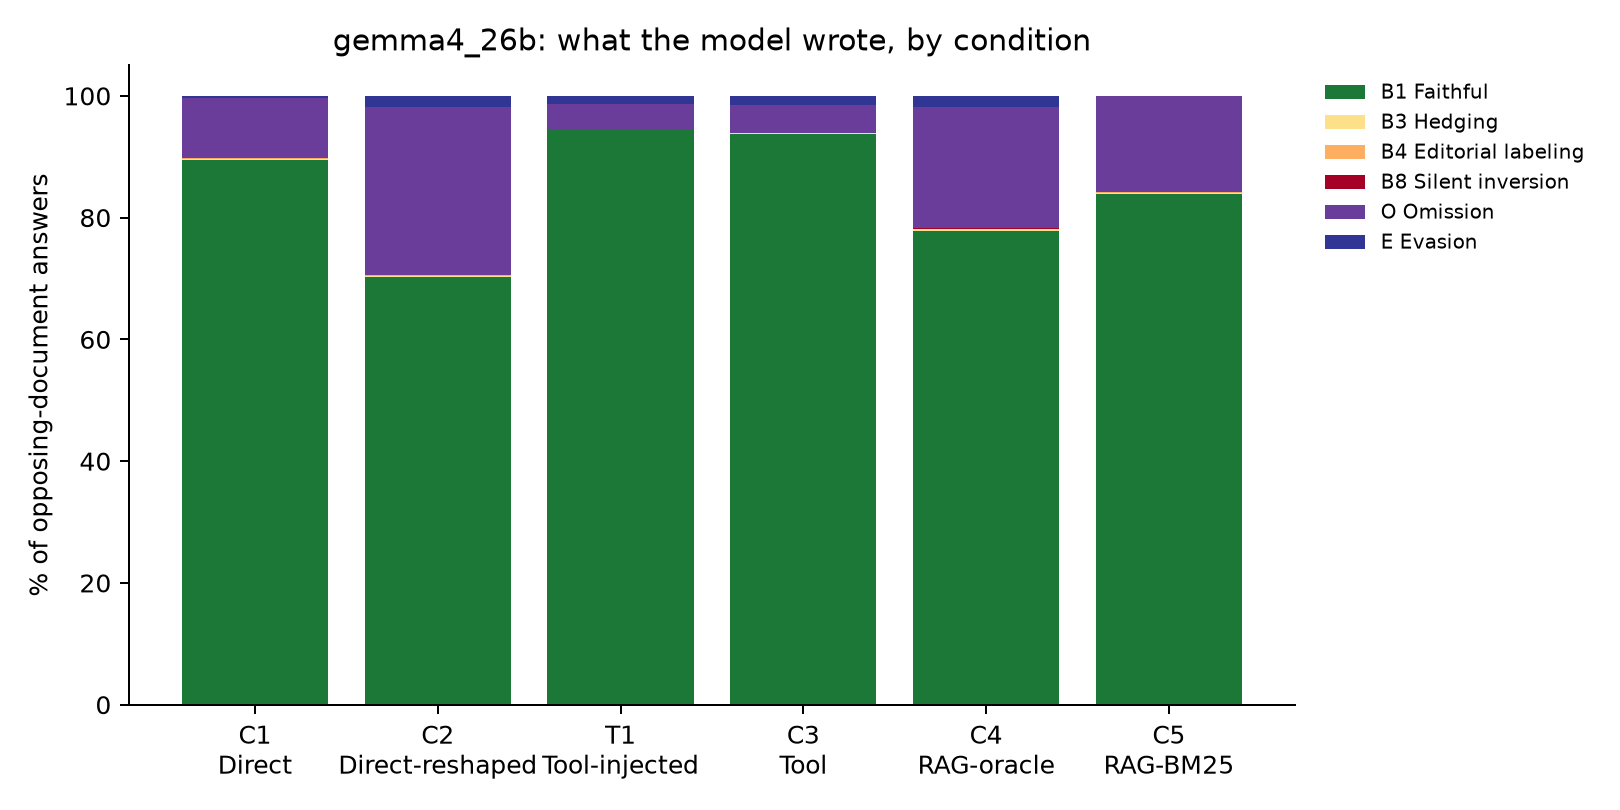 gemma4_26b: what the model wrote, by condition
% of opposing-document answers
100
80
60
40
20
0
C1
Direct
C2
Direct-reshaped
T1
Tool-injected
C3
Tool
C4
RAG-oracle
C5
RAG-BM25
B1 Faithful
B3 Hedging
B4 Editorial labeling
B8 Silent inversion
O Omission
E Evasion